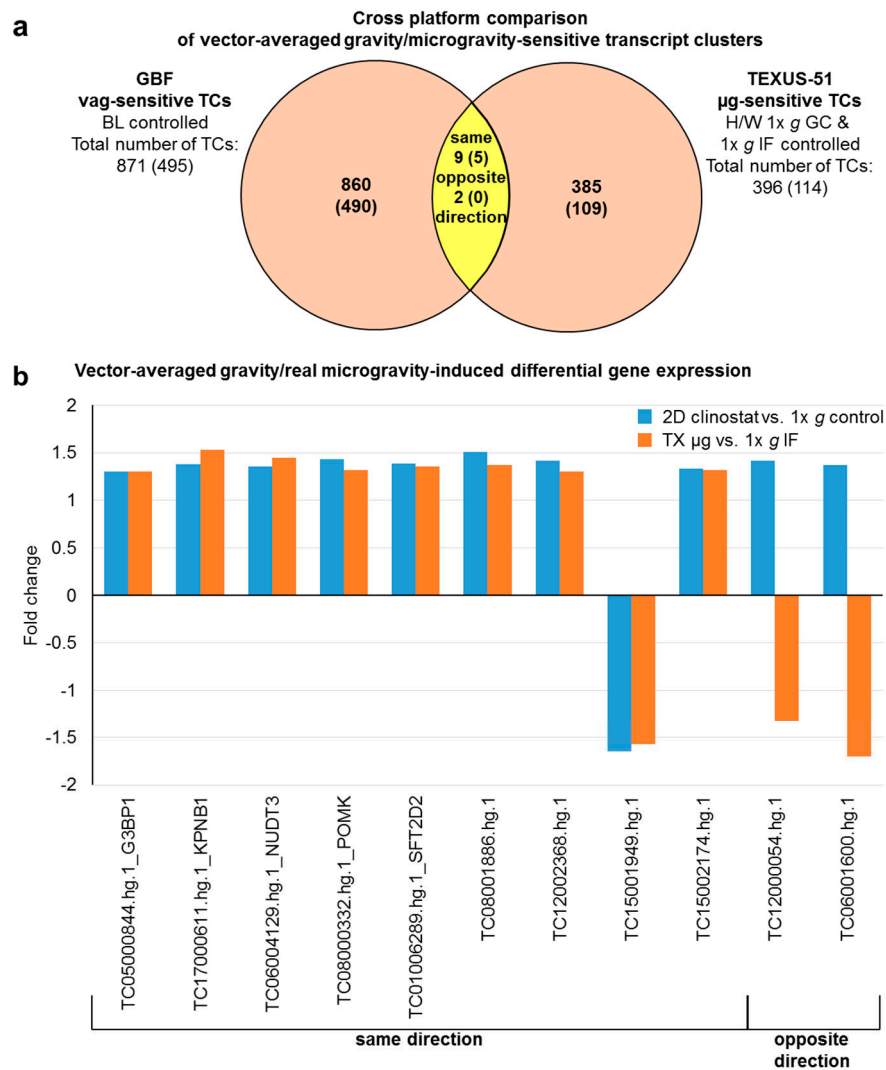 a
Cross platform comparison
of vector-averaged gravity/microgravity-sensitive transcript clusters
GBF
vag-sensitive TCs
BL controlled
Total number of TCs:
871 (495)
860
(490)
same
9 (5)
opposite
2 (0)
direction
385
(109)
TEXUS-51
µg-sensitive TCs
H/W 1x g GC &
1x g IF controlled
Total number of TCs:
396 (114)
b
Vector-averaged gravity/real microgravity-induced differential gene expression
2D clinostat vs. 1x g control
TX µg vs. 1x g IF
Fold change
2
1.5
1
0.5
0
-0.5
-1
-1.5
-2
TC05000844.hg.1_G3BP1
TC17000611.hg.1_KPNB1
TC06004129.hg.1_NUDT3
TC08000332.hg.1_POMK
TC01006289.hg.1_SFT2D2
TC08001886.hg.1
TC12002368.hg.1
TC15001949.hg.1
TC15002174.hg.1
TC12000054.hg.1
TC06001600.hg.1
same direction
opposite
direction